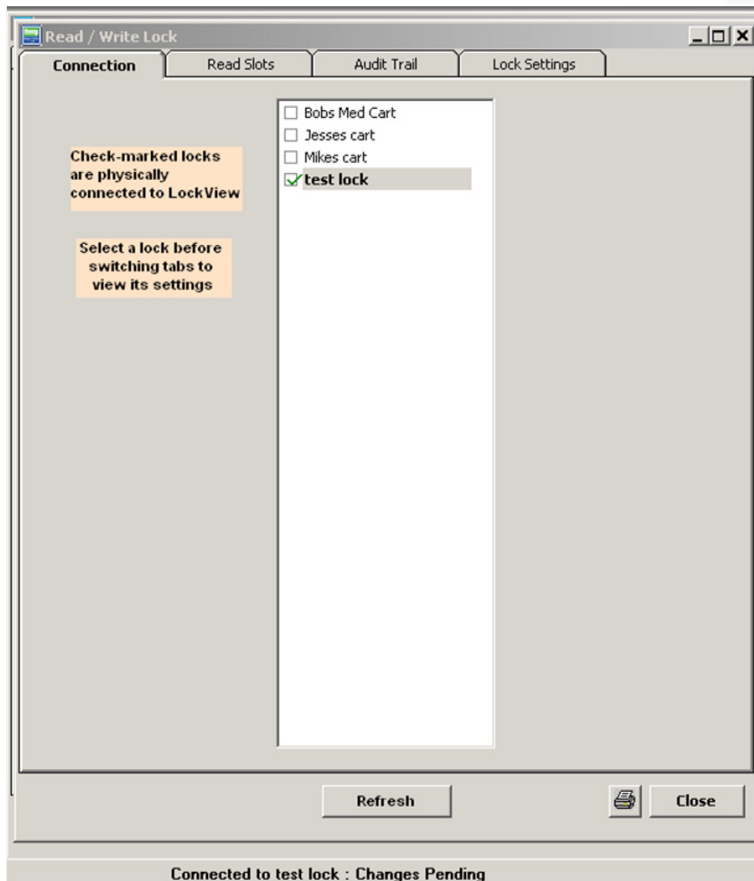 Read / Write Lock
Connection
Read Slots
Audit Trail
Lock Settings
Bobs Med Cart
Jesses cart
Mikes cart
test lock
Check-marked locks
are physically
connected to LockView
Select a lock before
switching tabs to
view its settings
Refresh
Close
Connected to test lock : Changes Pending